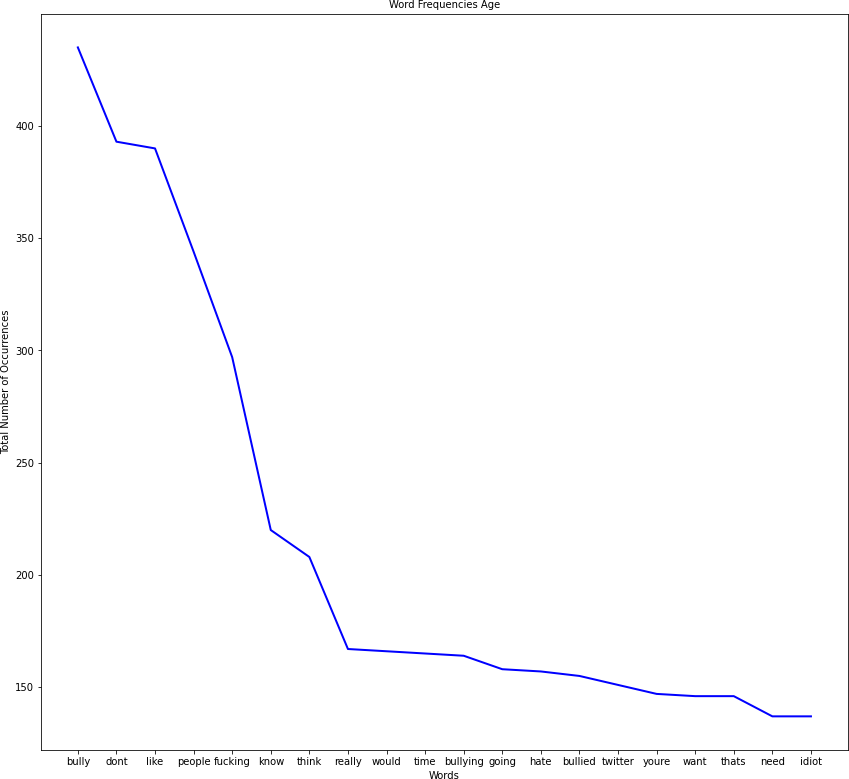 Word Frequencies Age
400
350
300
250
200
150
Total Number of Occurrences
bully dont like people fucking know think really would time bullying going hate bullied twitter youre want thats need idiot
Words